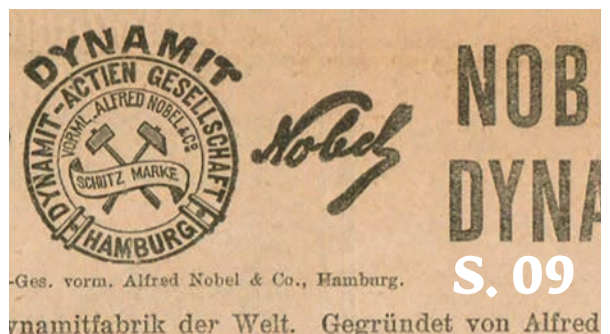 DYNAMIT
DYNAMIT-ACTIEN GESELLSCHAFT
VORML. ALFRED NOBEL & Cº
SCHUTZ MARKE
HAMBURG
Nobel
NOB
DYNA
-Ges. vorm. Alfred Nobel & Co., Hamburg.
S. 09
ynamitfabrik der Welt. Gegründet von Alfred